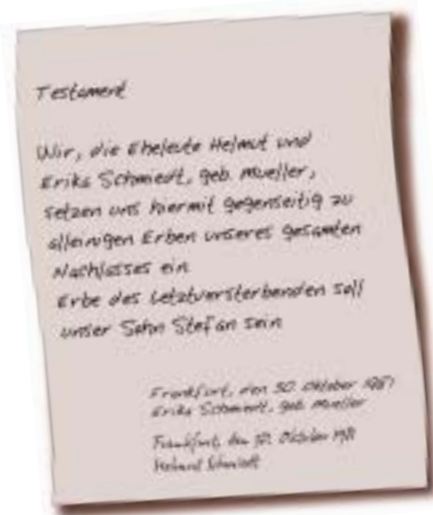 Testament
Wir, die Eheleute Helmut und
Erika Schmiedt, geb. Mueller,
setzen uns hiermit gegenseitig zu
alleinigen Erben unseres gesamten
Nachlasses ein
Erbe des Letztversterbenden soll
unser Sohn Stefan sein
Frankfurt, den 30. Oktober
Erika Schmiedt, geb. Mueller
Frankfurt, den Oktober
Helmut Schmiedt